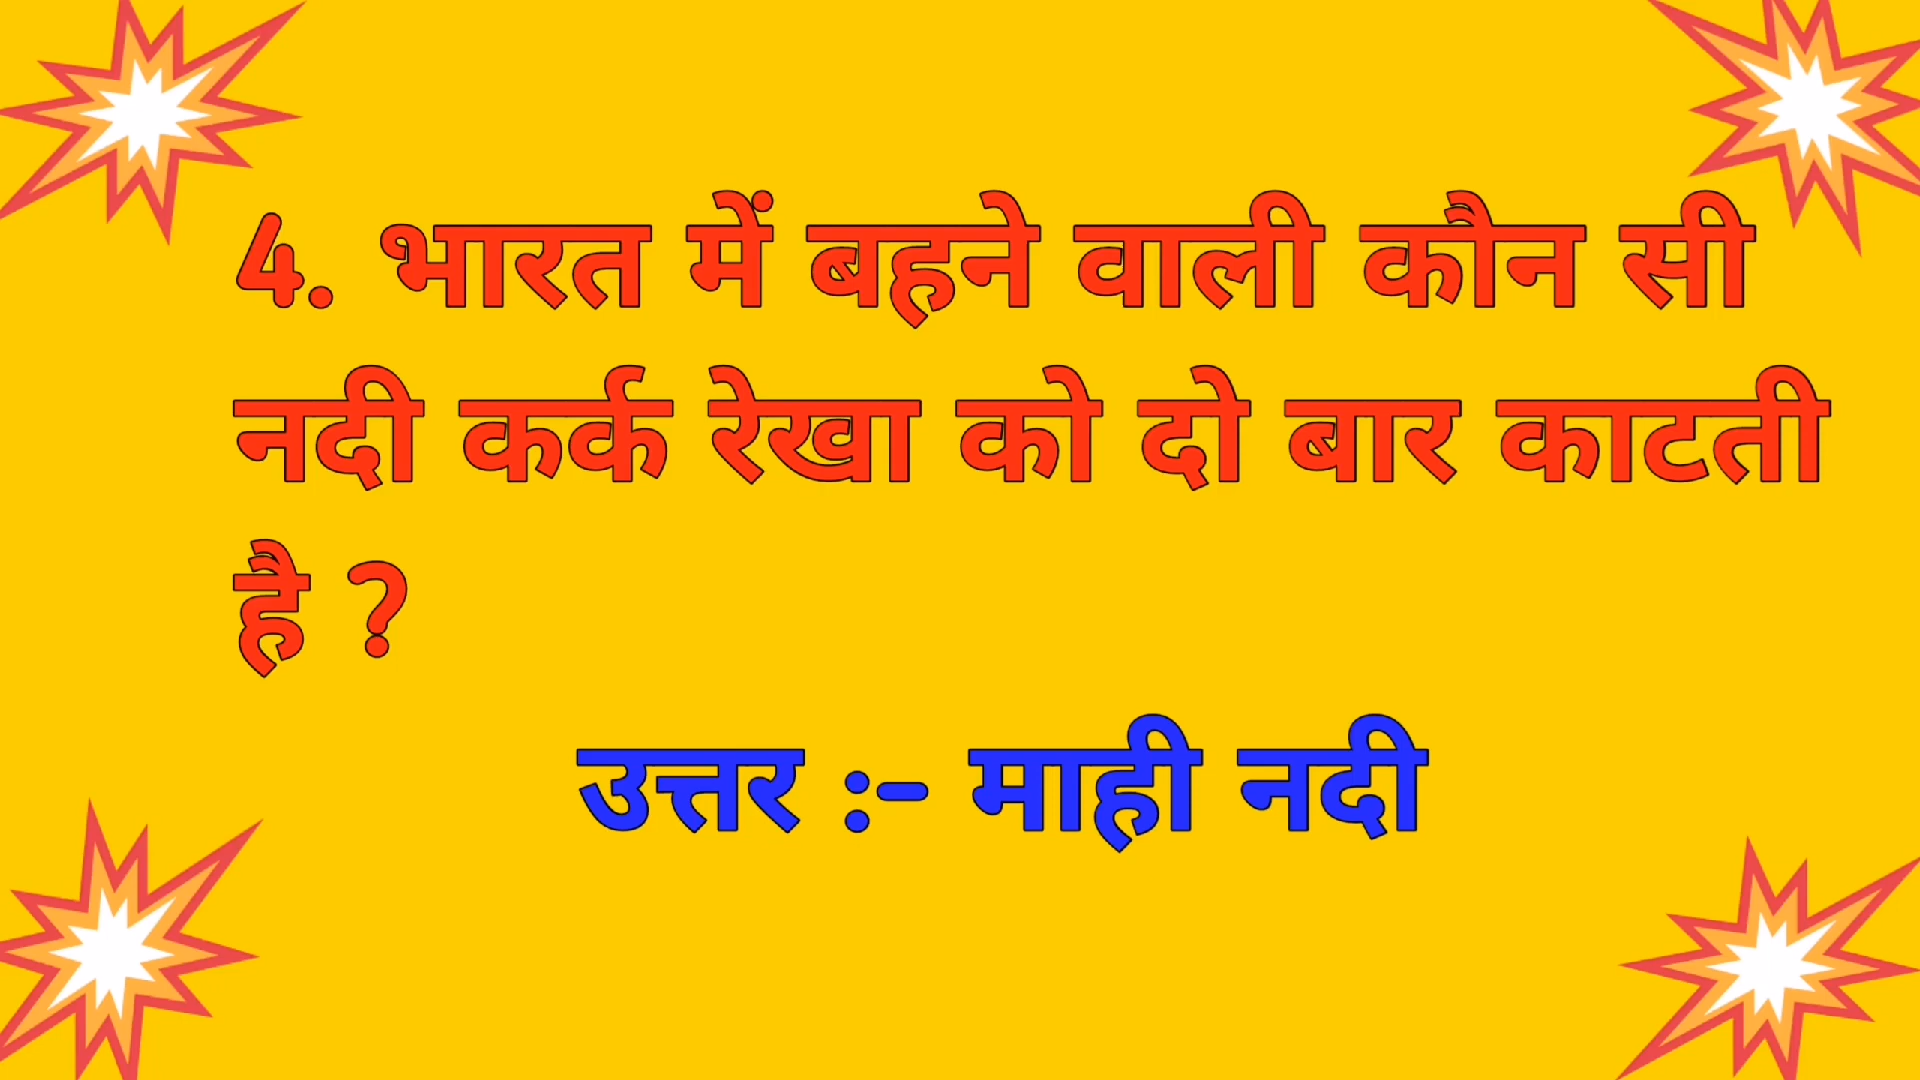 4. भारत में बहने वाली कौन सी
नदी कर्क रेखा को दो बार काटती
है ?
उत्तर :- माही नदी